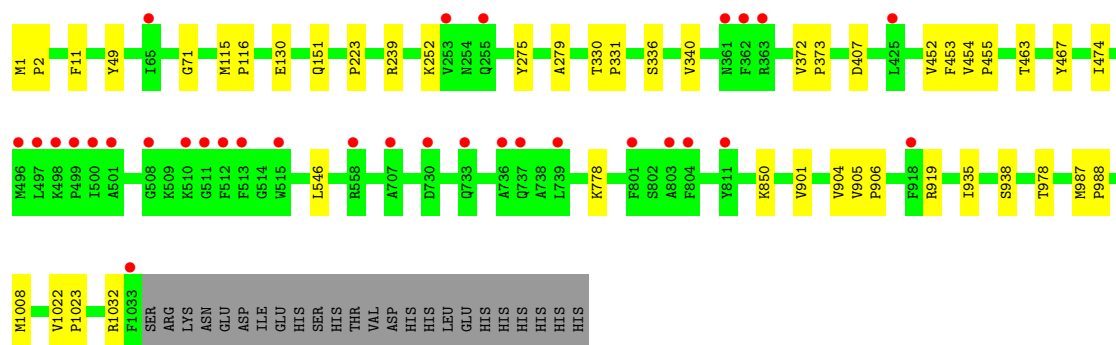 M1 P2 F11 Y49 I65 G71 M115 P116 E130 Q151 P223 R239 K252 V253 N254 Q255 Y275 A279 T330 P331 S336 V340 N361 F362 R363 V372 P373 D407 L425 V452 F453 V454 P455 T463 Y467 I474
M496 L497 K498 P499 I500 A501 G508 K509 K510 G511 F512 F513 G514 W515 L546 R558 A707 D730 Q733 A736 Q737 A738 L739 K778 F801 S802 A803 F804 Y811 K850 V901 V904 V905 P906 F918 R919 I935 S938 T978 M987 P988
M1008 V1022 P1023 R1032 F1033 SER ARG LYS ASN GLU ASP ILE GLU HIS SER HIS THR VAL ASP HIS HIS LEU GLU HIS HIS HIS HIS HIS HIS